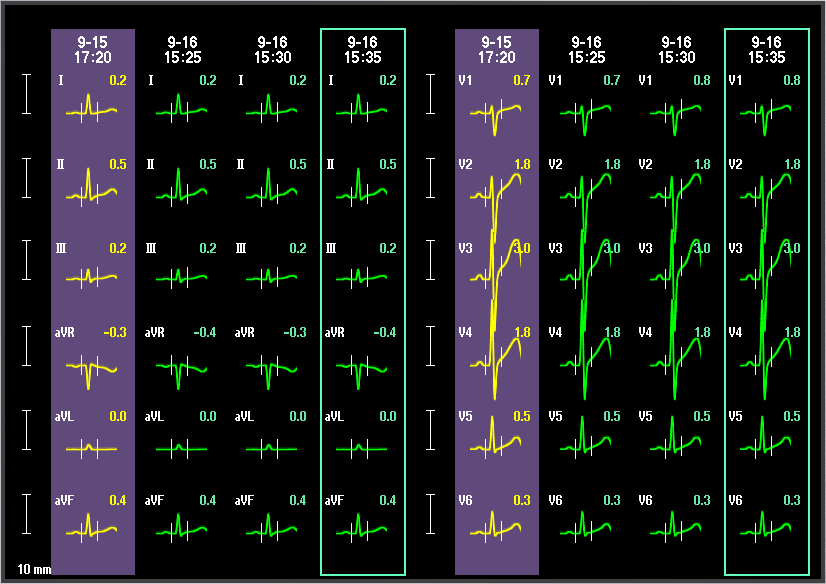 9-15 9-16 9-16 9-16 9-15 9-16 9-16 9-16
17:20 15:25 15:30 15:35 17:20 15:25 15:30 15:35
I 0.2 I 0.2 I 0.2 I 0.2 V1 0.7 V1 0.7 V1 0.8 V1 0.8
II 0.5 II 0.5 II 0.5 II 0.5 V2 1.8 V2 1.8 V2 1.8 V2 1.8
III 0.2 III 0.2 III 0.2 III 0.2 V3 3.0 V3 3.0 V3 3.0 V3 3.0
aVR -0.3 aVR -0.4 aVR -0.3 aVR -0.4 V4 1.8 V4 1.8 V4 1.8 V4 1.8
aVL 0.0 aVL 0.0 aVL 0.0 aVL 0.0 V5 0.5 V5 0.5 V5 0.5 V5 0.5
aVF 0.4 aVF 0.4 aVF 0.4 aVF 0.4 V6 0.3 V6 0.3 V6 0.3 V6 0.3
10 mm